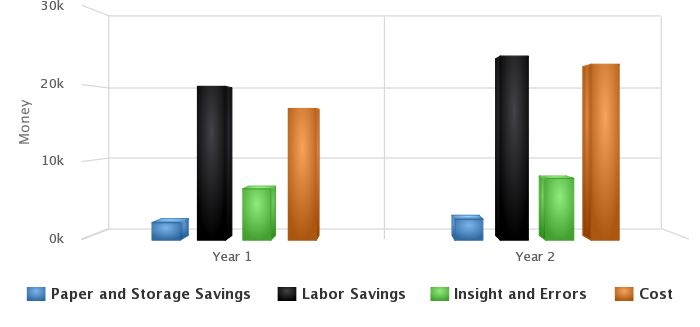 30k
20k
10k
0k
Money
Year 1
Year 2
Paper and Storage Savings
Labor Savings
Insight and Errors
Cost